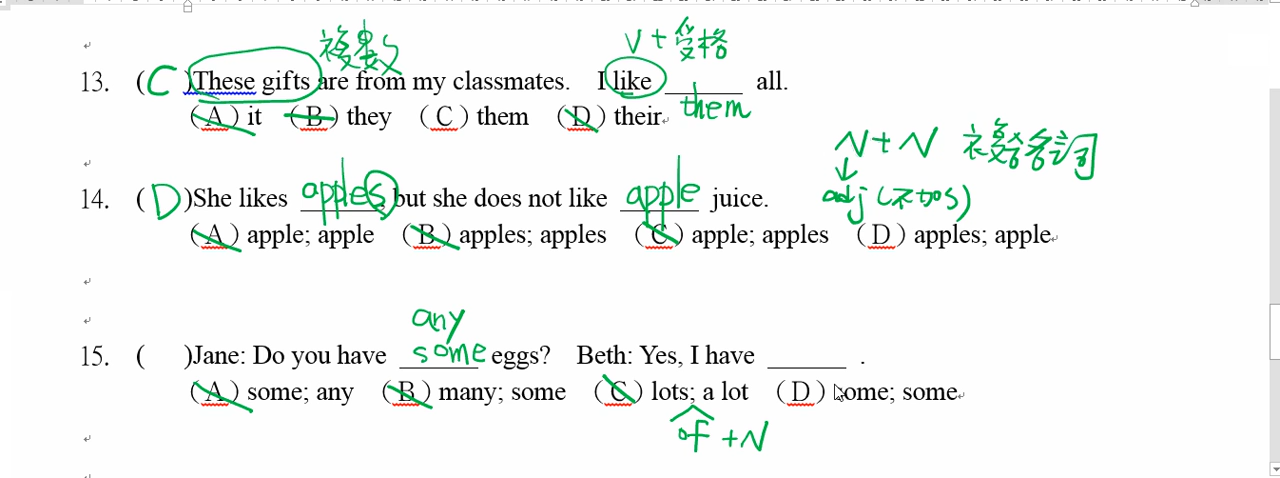 複數 V+受格
13. (C)These gifts are from my classmates. I like ______ all.
them
(A) it (B) they (C) them (D) their
N+N 複數名詞
adj (不加s)
14. (D)She likes apples, but she does not like apple juice.
(A) apple; apple (B) apples; apples (C) apple; apples (D) apples; apple
any
15. ( )Jane: Do you have some eggs? Beth: Yes, I have ______ .
(A) some; any (B) many; some (C) lots; a lot (D) some; some
of +N